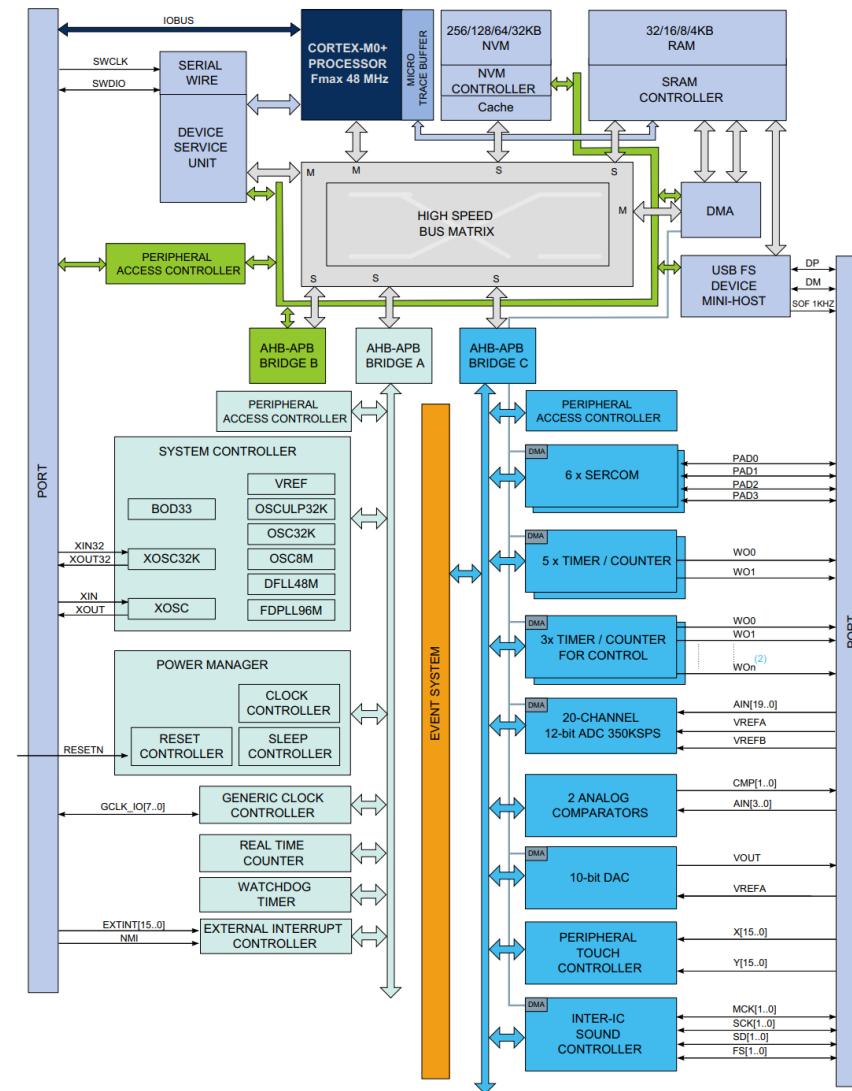 IOBUS
CORTEX-M0+
PROCESSOR
Fmax 48 MHz
MICRO
TRACE BUFFER
256/128/64/32KB
NVM
NVM
CONTROLLER
Cache
32/16/8/4KB
RAM
SRAM
CONTROLLER
SWCLK
SWDIO
SERIAL
WIRE
DEVICE
SERVICE
UNIT
M
M
S
S
M
HIGH SPEED
BUS MATRIX
S
S
S
DMA
PERIPHERAL
ACCESS CONTROLLER
USB FS
DEVICE
MINI-HOST
DP
DM
SOF 1KHZ
AHB-APB
BRIDGE B
AHB-APB
BRIDGE A
AHB-APB
BRIDGE C
PORT
PERIPHERAL
ACCESS CONTROLLER
SYSTEM CONTROLLER
VREF
BOD33
OSCULP32K
OSC32K
XIN32
XOUT32
XOSC32K
OSC8M
DFLL48M
XIN
XOUT
XOSC
FDPLL96M
POWER MANAGER
CLOCK
CONTROLLER
RESETN
RESET
CONTROLLER
SLEEP
CONTROLLER
GCLK_IO[7..0]
GENERIC CLOCK
CONTROLLER
REAL TIME
COUNTER
WATCHDOG
TIMER
EXTINT[15..0]
NMI
EXTERNAL INTERRUPT
CONTROLLER
EVENT SYSTEM
PERIPHERAL
ACCESS CONTROLLER
DMA
6 x SERCOM
PAD0
PAD1
PAD2
PAD3
DMA
5 x TIMER / COUNTER
WO0
WO1
DMA
3x TIMER / COUNTER
FOR CONTROL
WO0
WO1
(2)
WOn
DMA
20-CHANNEL
12-bit ADC 350KSPS
AIN[19..0]
VREFA
VREFB
2 ANALOG
COMPARATORS
CMP[1..0]
AIN[3..0]
DMA
10-bit DAC
VOUT
VREFA
PERIPHERAL
TOUCH
CONTROLLER
X[15..0]
Y[15..0]
DMA
INTER-IC
SOUND
CONTROLLER
MCK[1..0]
SCK[1..0]
SD[1..0]
FS[1..0]
PORT